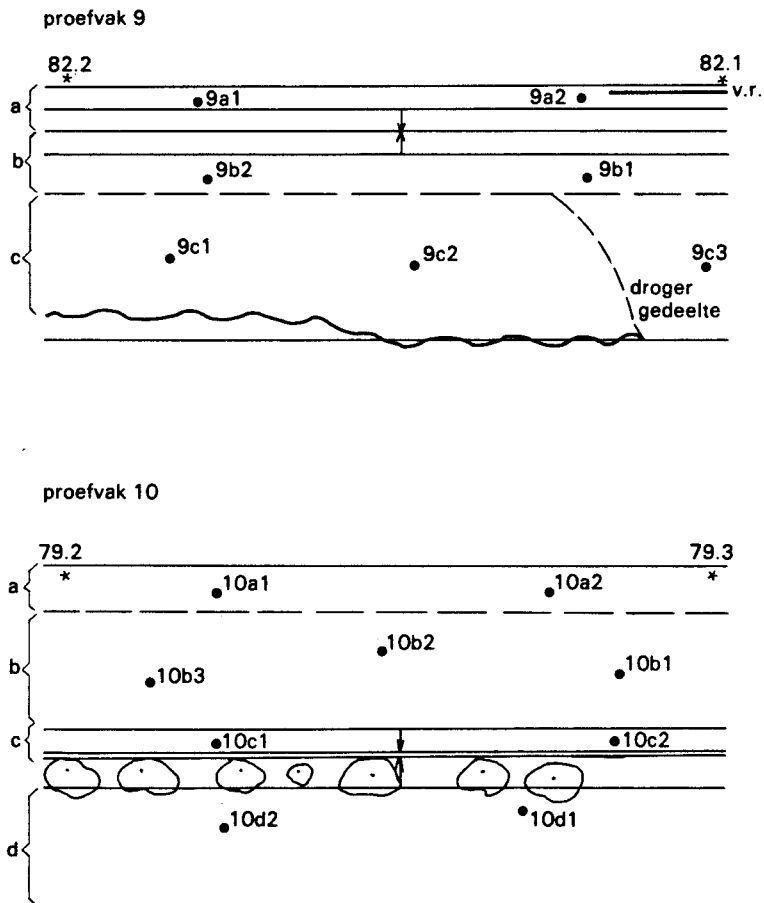 proefvak 9
82.2 82.1
* *
a 9a1 9a2 v.r.
b 9b2 9b1
c 9c1 9c2 9c3
droger
gedeelte
proefvak 10
79.2 79.3
* *
a 10a1 10a2
b 10b3 10b2 10b1
c 10c1 10c2
d 10d2 10d1